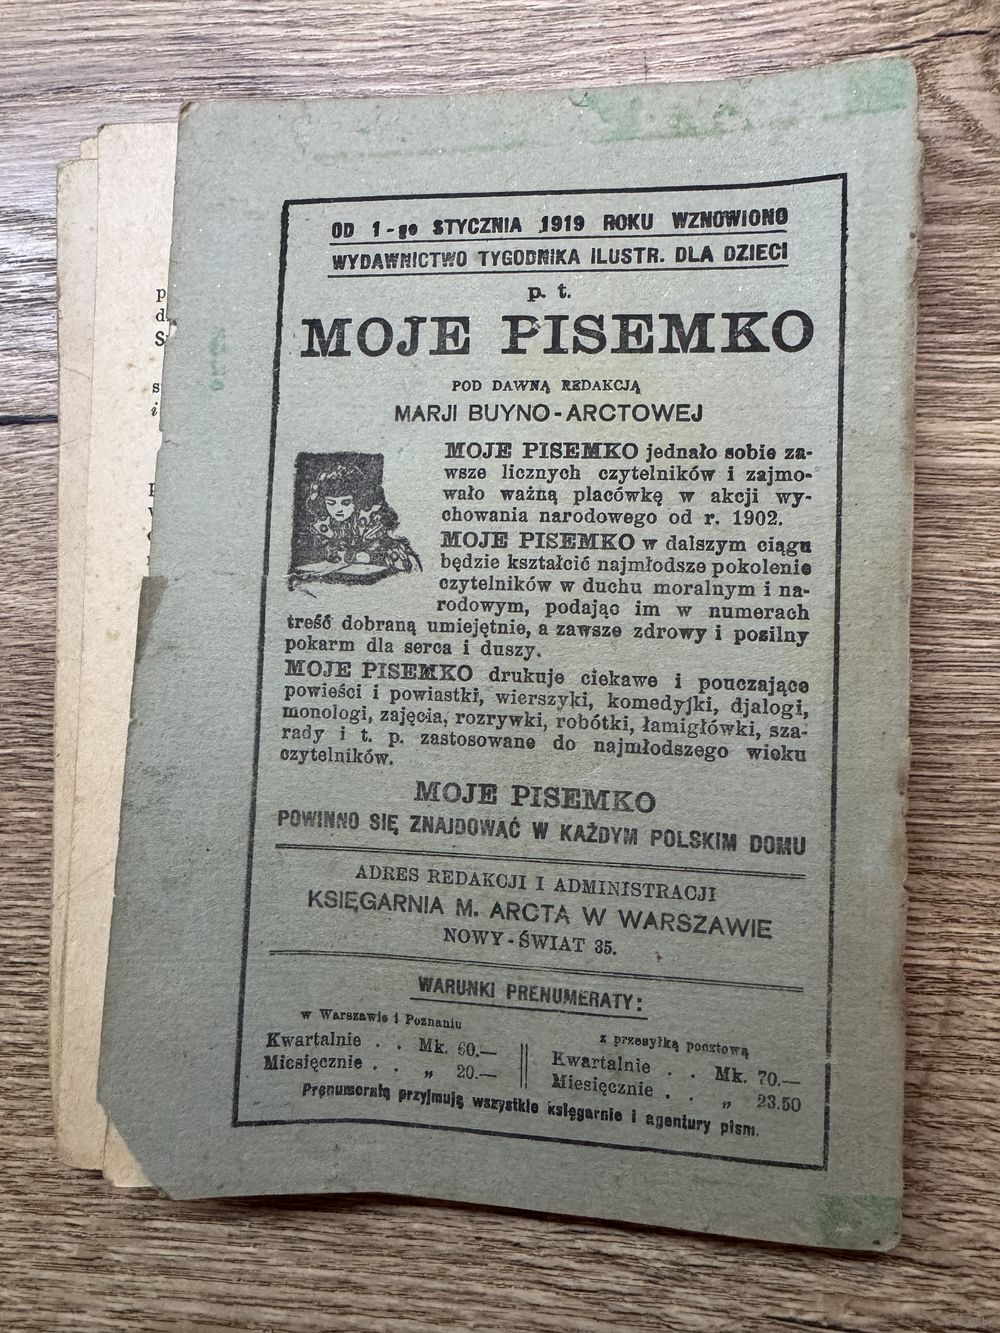 OD 1-go STYCZNIA 1919 ROKU WZNOWIONO
WYDAWNICTWO TYGODNIKA ILUSTR. DLA DZIECI
p. t.
MOJE PISEMKO
POD DAWNĄ REDAKCJĄ
MARJI BUYNO-ARCTOWEJ
MOJE PISEMKO jednało sobie za-
wsze licznych czytelników i zajmo-
wało ważną placówkę w akcji wy-
chowania narodowego od r. 1902.
MOJE PISEMKO w dalszym ciągu
będzie kształcić najmłodsze pokolenie
czytelników w duchu moralnym i na-
rodowym, podając im w numerach
treść dobraną umiejętnie, a zawsze zdrowy i posilny
pokarm dla serca i duszy.
MOJE PISEMKO drukuje ciekawe i pouczające
powieści i powiastki, wierszyki, komedyjki, djalogi,
monologi, zajęcia, rozrywki, robótki, łamigłówki, sza-
rady i t. p. zastosowane do najmłodszego wieku
czytelników.
MOJE PISEMKO
POWINNO SIĘ ZNAJDOWAĆ W KAŻDYM POLSKIM DOMU
ADRES REDAKCJI I ADMINISTRACJI
KSIĘGARNIA M. ARCTA W WARSZAWIE
NOWY-ŚWIAT 35.
WARUNKI PRENUMERATY:
w Warszawie i Poznaniu
Kwartalnie . . Mk. 60.—
Miesięcznie . . „ 20.—
z przesyłką pocztową
Kwartalnie . . Mk. 70.—
Miesięcznie . . „ 23.50
Prenumeratę przyjmują wszystkie księgarnie i agentury pism.